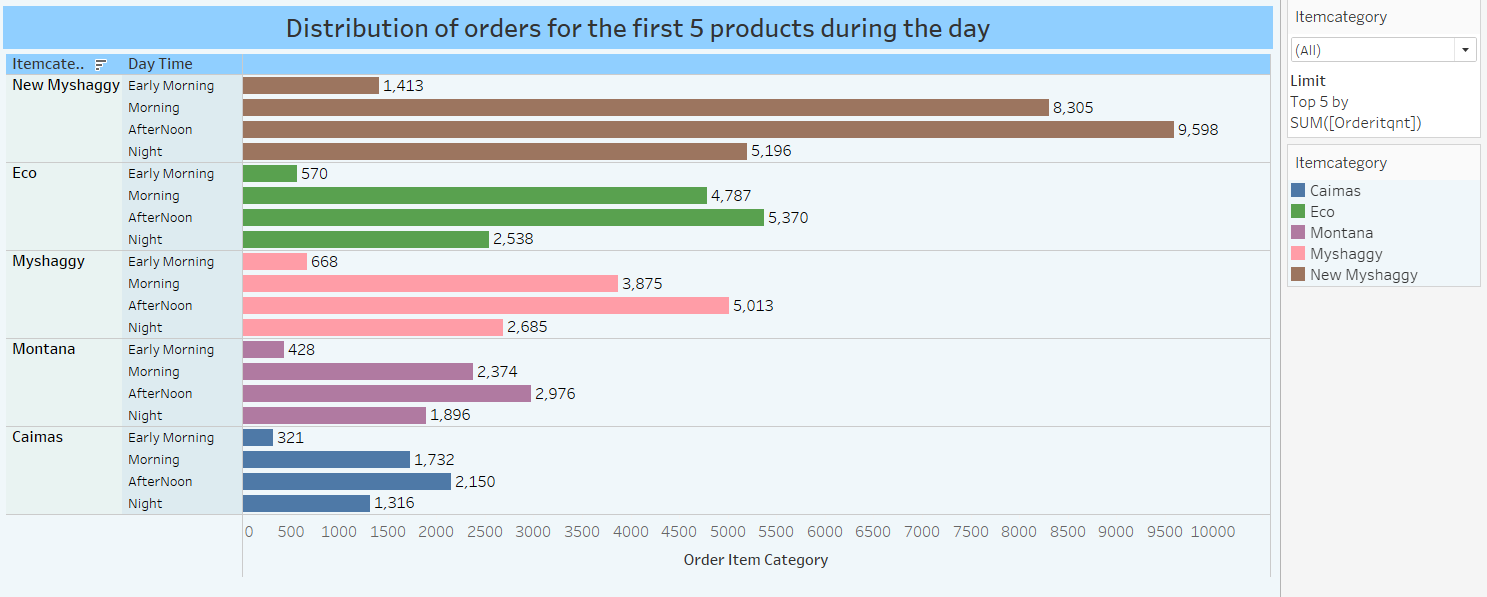 Distribution of orders for the first 5 products during the day
Itemcate.. Day Time
New Myshaggy Early Morning 1,413
Morning 8,305
AfterNoon 9,598
Night 5,196
Eco Early Morning 570
Morning 4,787
AfterNoon 5,370
Night 2,538
Myshaggy Early Morning 668
Morning 3,875
AfterNoon 5,013
Night 2,685
Montana Early Morning 428
Morning 2,374
AfterNoon 2,976
Night 1,896
Caimas Early Morning 321
Morning 1,732
AfterNoon 2,150
Night 1,316
0 500 1000 1500 2000 2500 3000 3500 4000 4500 5000 5500 6000 6500 7000 7500 8000 8500 9000 9500 10000
Order Item Category
Itemcategory
(All)
Limit
Top 5 by
SUM([Orderitqnt])
Itemcategory
Caimas
Eco
Montana
Myshaggy
New Myshaggy